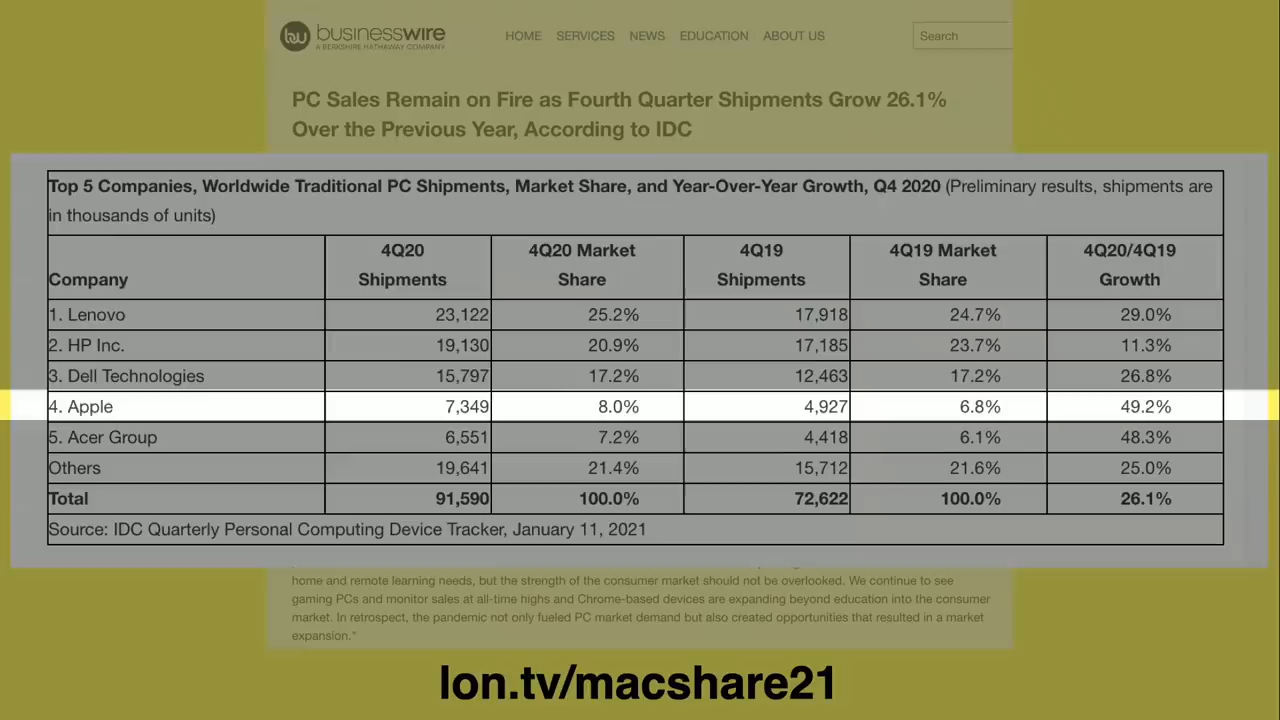 businesswire
A BERKSHIRE HATHAWAY COMPANY
HOME SERVICES NEWS EDUCATION ABOUT US
Search
PC Sales Remain on Fire as Fourth Quarter Shipments Grow 26.1%
Over the Previous Year, According to IDC
Top 5 Companies, Worldwide Traditional PC Shipments, Market Share, and Year-Over-Year Growth, Q4 2020 (Preliminary results, shipments are
in thousands of units)
Company 4Q20 Shipments 4Q20 Market Share 4Q19 Shipments 4Q19 Market Share 4Q20/4Q19 Growth
1. Lenovo 23,122 25.2% 17,918 24.7% 29.0%
2. HP Inc. 19,130 20.9% 17,185 23.7% 11.3%
3. Dell Technologies 15,797 17.2% 12,463 17.2% 26.8%
4. Apple 7,349 8.0% 4,927 6.8% 49.2%
5. Acer Group 6,551 7.2% 4,418 6.1% 48.3%
Others 19,641 21.4% 15,712 21.6% 25.0%
Total 91,590 100.0% 72,622 100.0% 26.1%
Source: IDC Quarterly Personal Computing Device Tracker, January 11, 2021
home and remote learning needs, but the strength of the consumer market should not be overlooked. We continue to see
gaming PCs and monitor sales at all-time highs and Chrome-based devices are expanding beyond education into the consumer
market. In retrospect, the pandemic not only fueled PC market demand but also created opportunities that resulted in a market
expansion."
lon.tv/macshare21